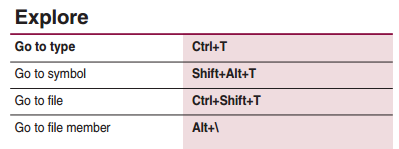 Explore
Go to type Ctrl+T
Go to symbol Shift+Alt+T
Go to file Ctrl+Shift+T
Go to file member Alt+\